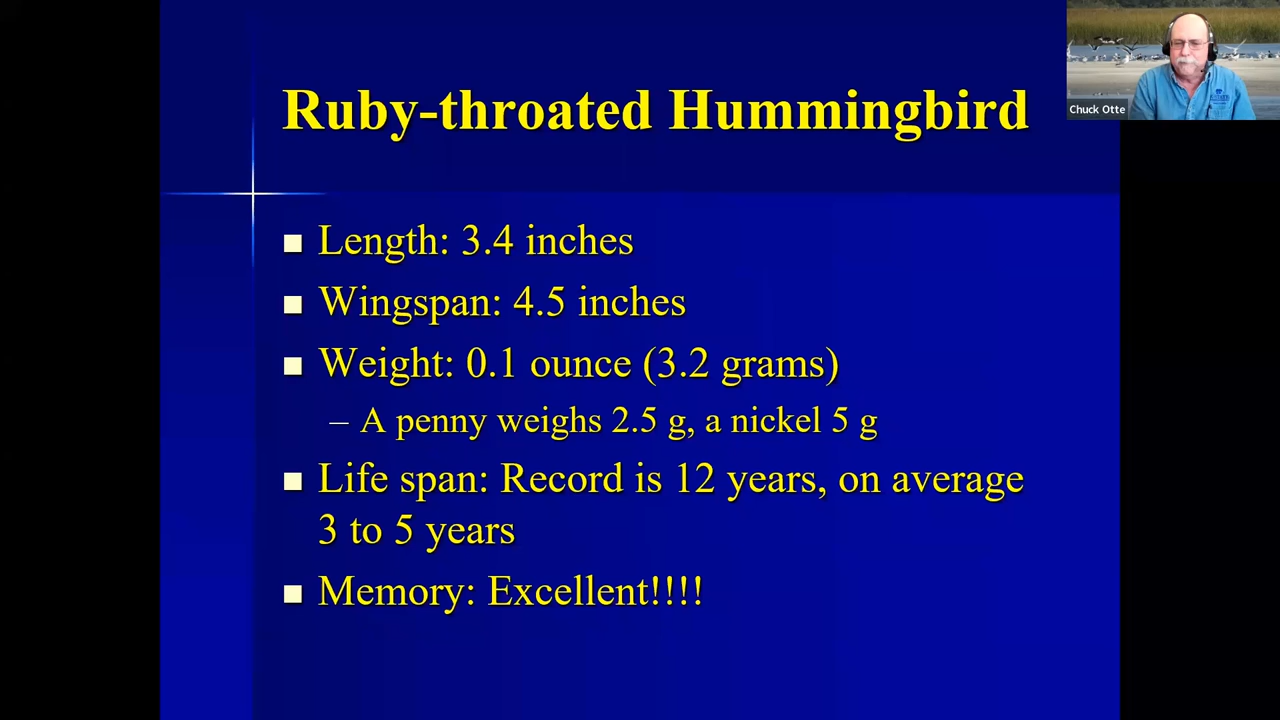 Ruby-throated Hummingbird
Chuck Otte
Length: 3.4 inches
Wingspan: 4.5 inches
Weight: 0.1 ounce (3.2 grams)
– A penny weighs 2.5 g, a nickel 5 g
Life span: Record is 12 years, on average
3 to 5 years
Memory: Excellent!!!!